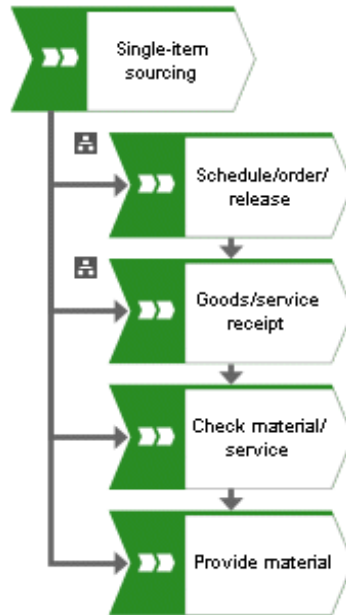 Single-item
sourcing
Schedule/order/
release
Goods/service
receipt
Check material/
service
Provide material